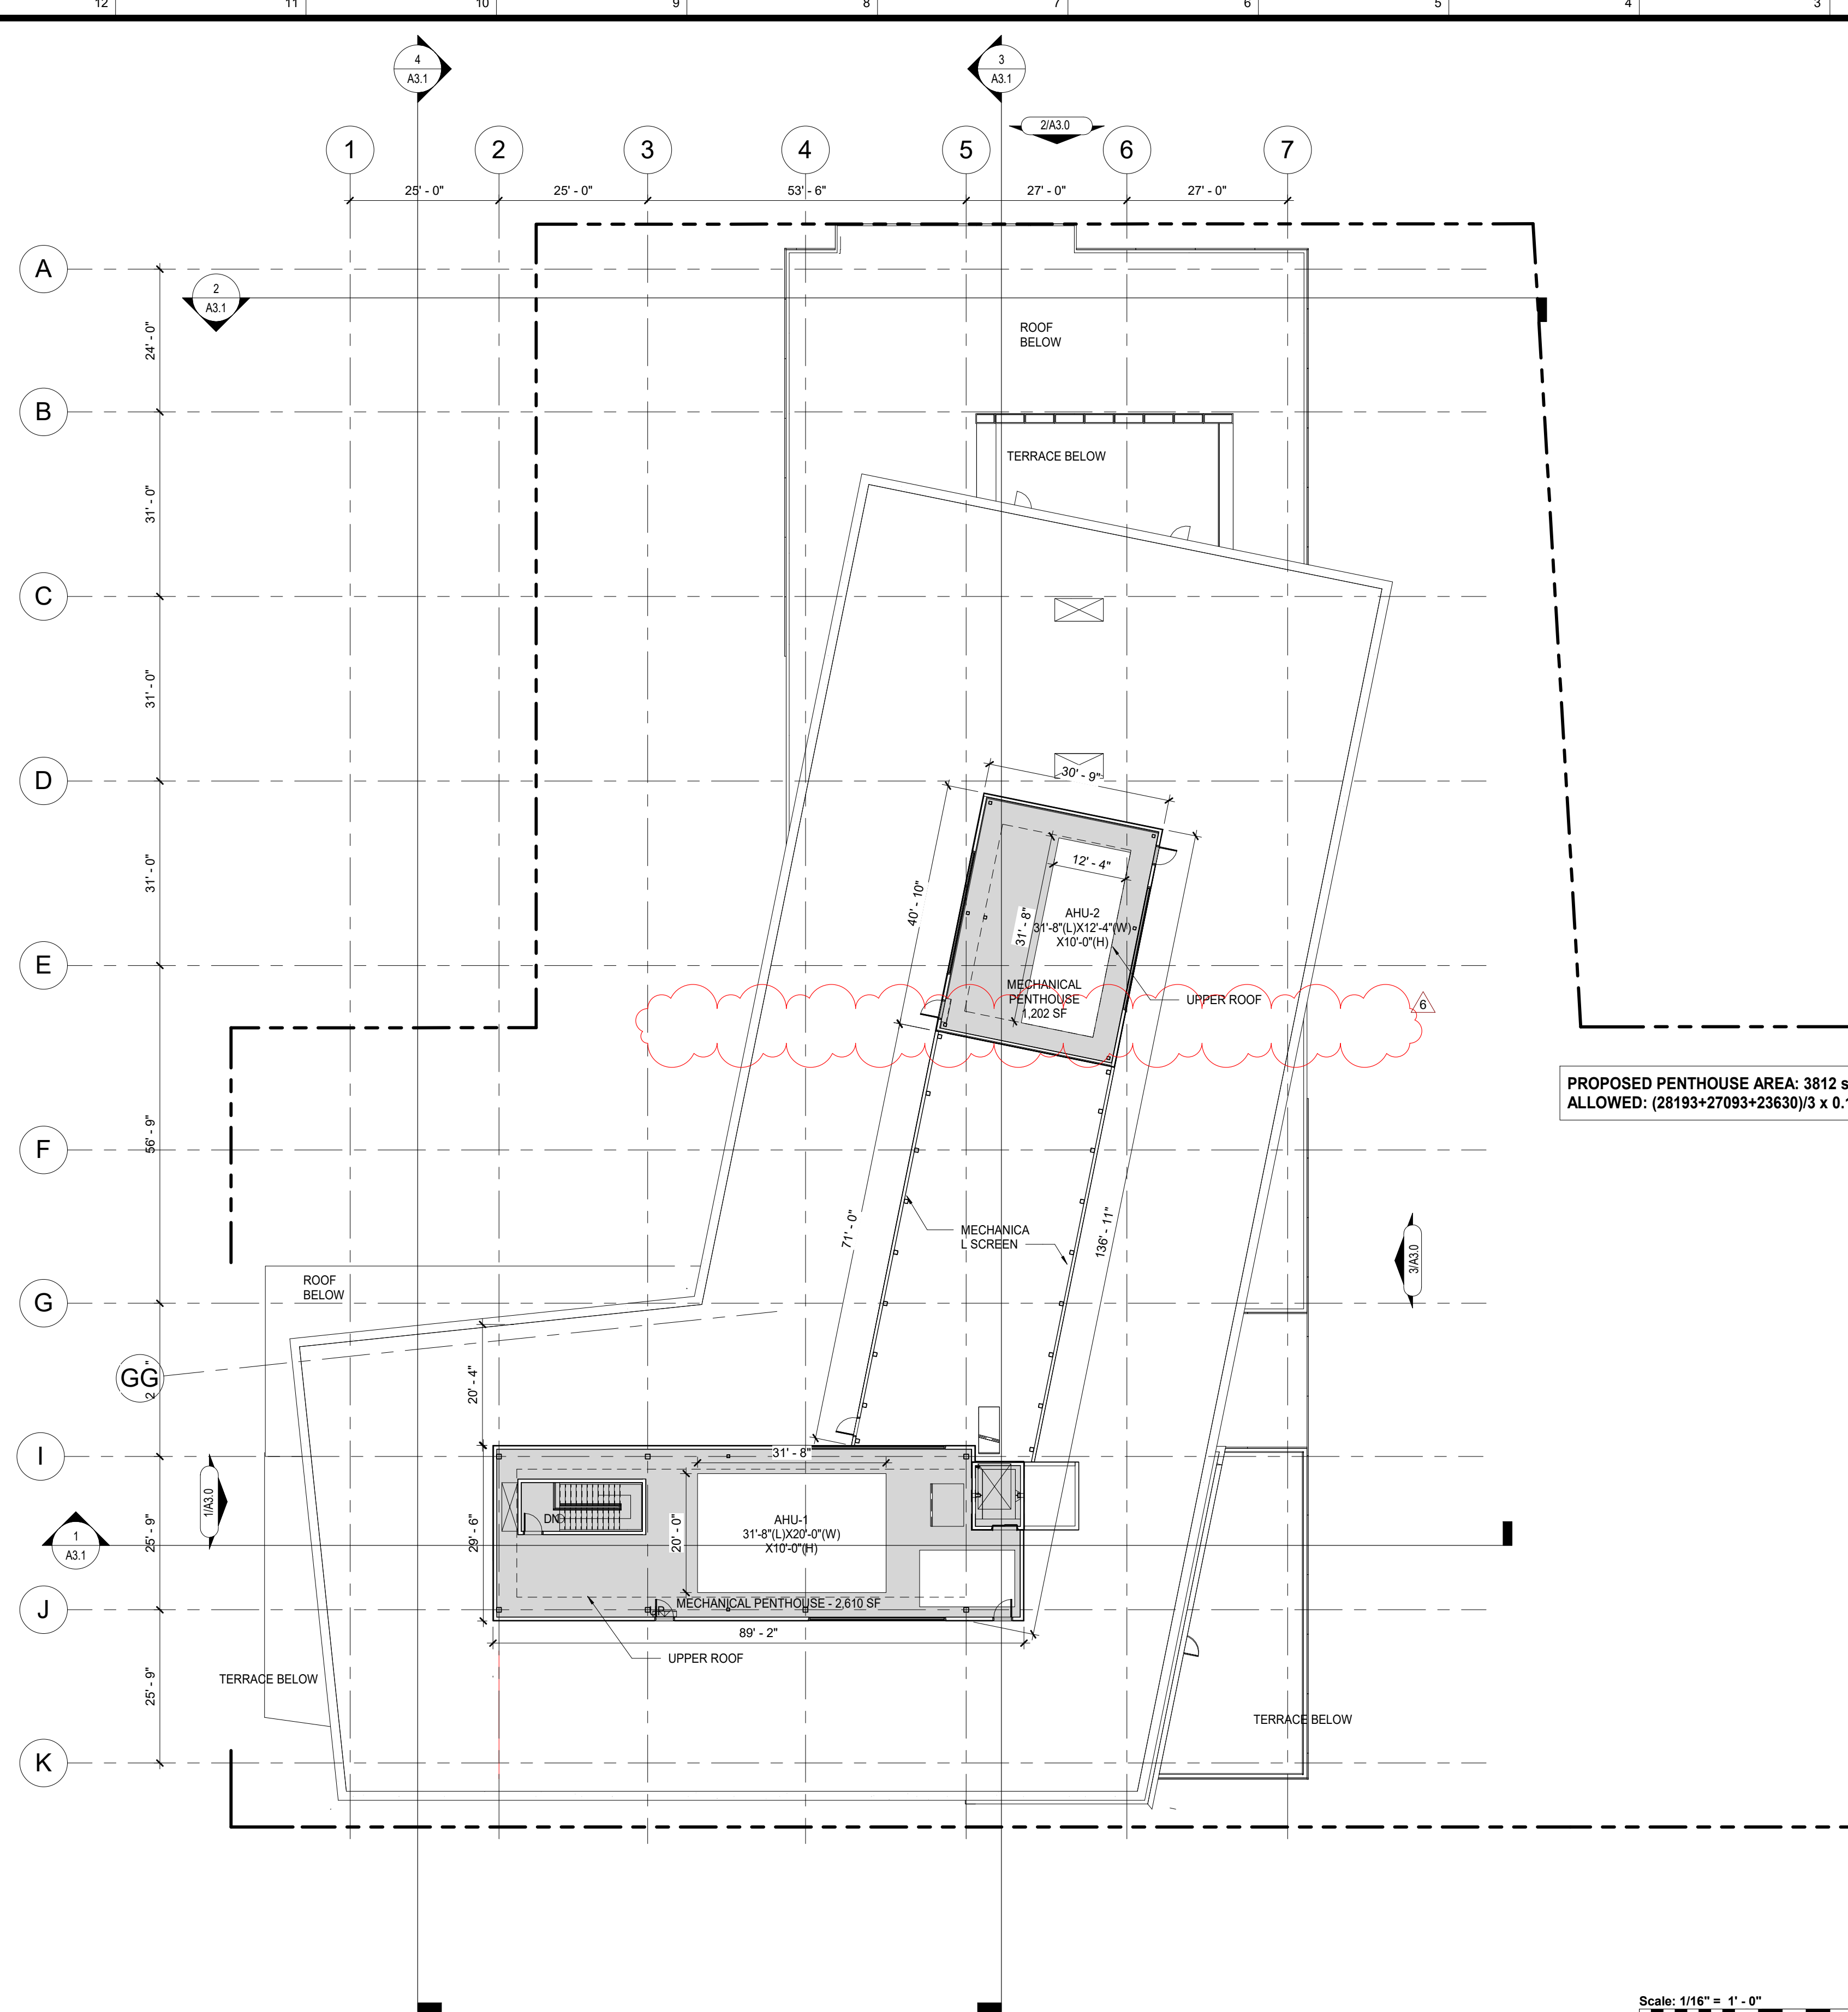 12 11 10 9 8 7 6 5 4 3
4
A3.1
3
A3.1
2/A3.0
1 2 3 4 5 6 7
25' - 0" 25' - 0" 53' - 6" 27' - 0" 27' - 0"
A
2
A3.1
24' - 0"
ROOF
BELOW
B
TERRACE BELOW
31' - 0"
C
31' - 0"
D
30' - 9"
31' - 0"
12' - 4"
40' - 10"
31' - 8"
AHU-2
31'-8"(L)X12'-4"(W)
X10'-0"(H)
E
MECHANICAL
PENTHOUSE
1,202 SF
UPPER ROOF
6
PROPOSED PENTHOUSE AREA: 3812 s
ALLOWED: (28193+27093+23630)/3 x 0.
56' - 9"
F
71' - 0"
136' - 11"
MECHANICA
L SCREEN
3/A3.0
ROOF
BELOW
G
GG
2 "
20' - 4"
I
31' - 8"
1/A3.0
DN
AHU-1
31'-8"(L)X20'-0"(W)
X10'-0"(H)
29' - 6"
20' - 0"
1
A3.1
25' - 9"
J
MECHANICAL PENTHOUSE - 2,610 SF
89' - 2"
UPPER ROOF
TERRACE BELOW
25' - 9"
TERRACE BELOW
K
Scale: 1/16" = 1' - 0"